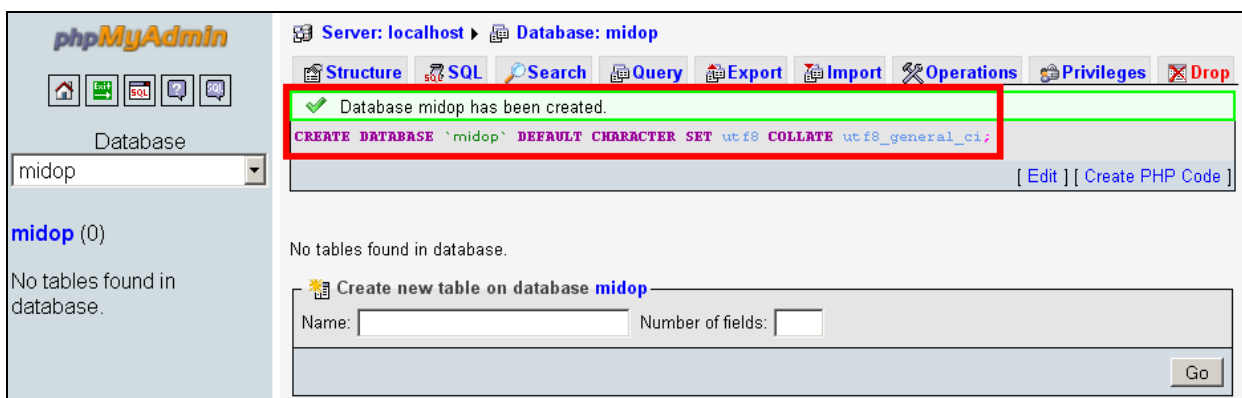 phpMyAdmin
Exit
SQL
?
SQL
Database
midop
midop (0)
No tables found in
database.
Server: localhost Database: midop
Structure SQL Search Query Export Import Operations Privileges Drop
Database midop has been created.
CREATE DATABASE `midop` DEFAULT CHARACTER SET utf8 COLLATE utf8_general_ci;
[ Edit ] [ Create PHP Code ]
No tables found in database.
Create new table on database midop
Name: Number of fields:
Go